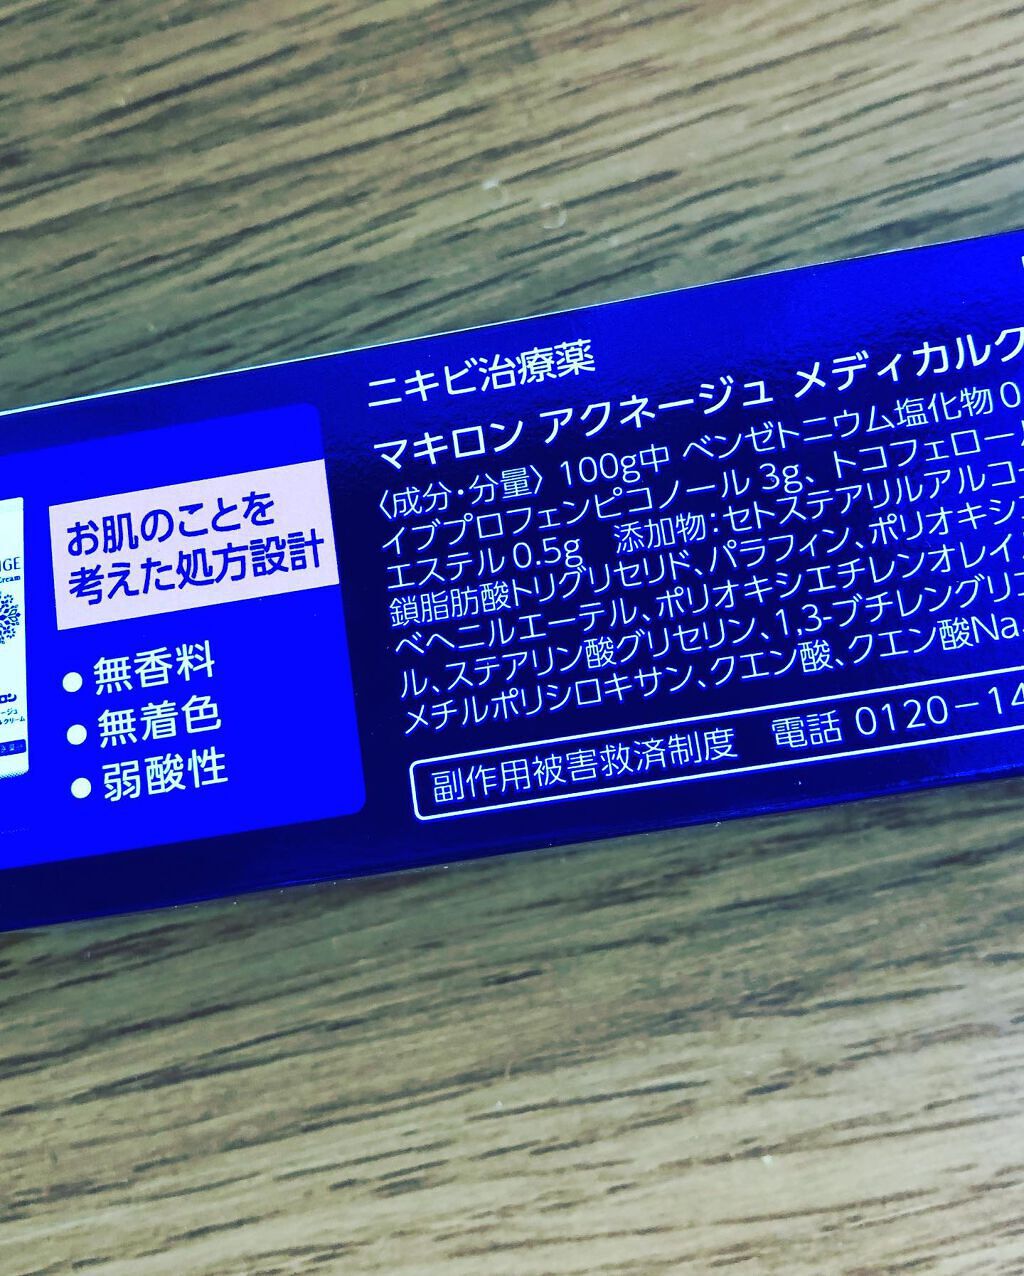 ニキビ治療薬
マキロン アクネージュ メディカルク
〈成分・分量〉 100g中 ベンゼトニウム塩化物 0.
イブプロフェンピコノール 3g、トコフェロール
エステル 0.5g 添加物：セトステアリルアルコー
鎖脂肪酸トリグリセリド、パラフィン、ポリオキシエ
ベヘニルエーテル、ポリオキシエチレンオレイ
ル、ステアリン酸グリセリン、1,3-ブチレングリコ
メチルポリシロキサン、クエン酸、クエン酸Na
副作用被害救済制度 電話 0120－14
お肌のことを
考えた処方設計
● 無香料
● 無着色
● 弱酸性
Cream